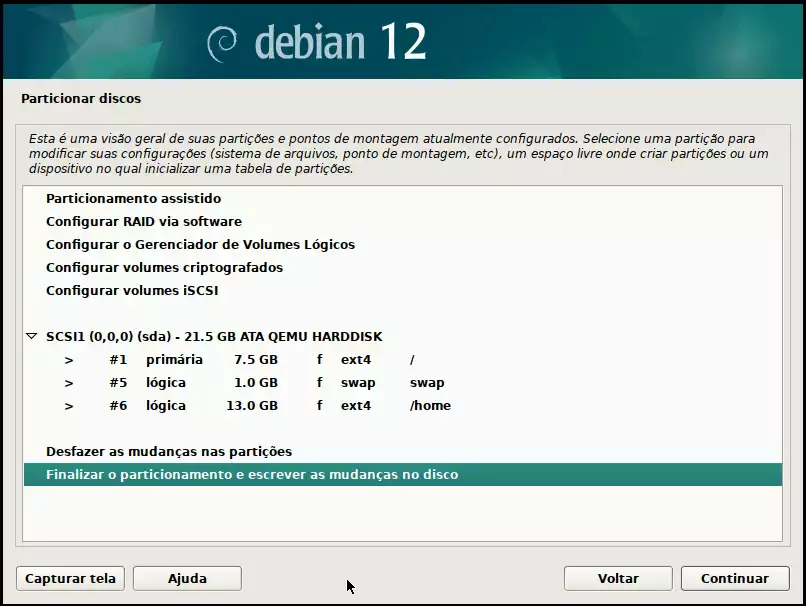 debian 12
Particionar discos
Esta é uma visão geral de suas partições e pontos de montagem atualmente configurados. Selecione uma partição para
modificar suas configurações (sistema de arquivos, ponto de montagem, etc), um espaço livre onde criar partições ou um
dispositivo no qual inicializar uma tabela de partições.
Particionamento assistido
Configurar RAID via software
Configurar o Gerenciador de Volumes Lógicos
Configurar volumes criptografados
Configurar volumes iSCSI
SCSI1 (0,0,0) (sda) - 21.5 GB ATA QEMU HARDDISK
> #1 primária 7.5 GB f ext4 /
> #5 lógica 1.0 GB f swap swap
> #6 lógica 13.0 GB f ext4 /home
Desfazer as mudanças nas partições
Finalizar o particionamento e escrever as mudanças no disco
Capturar tela Ajuda Voltar Continuar